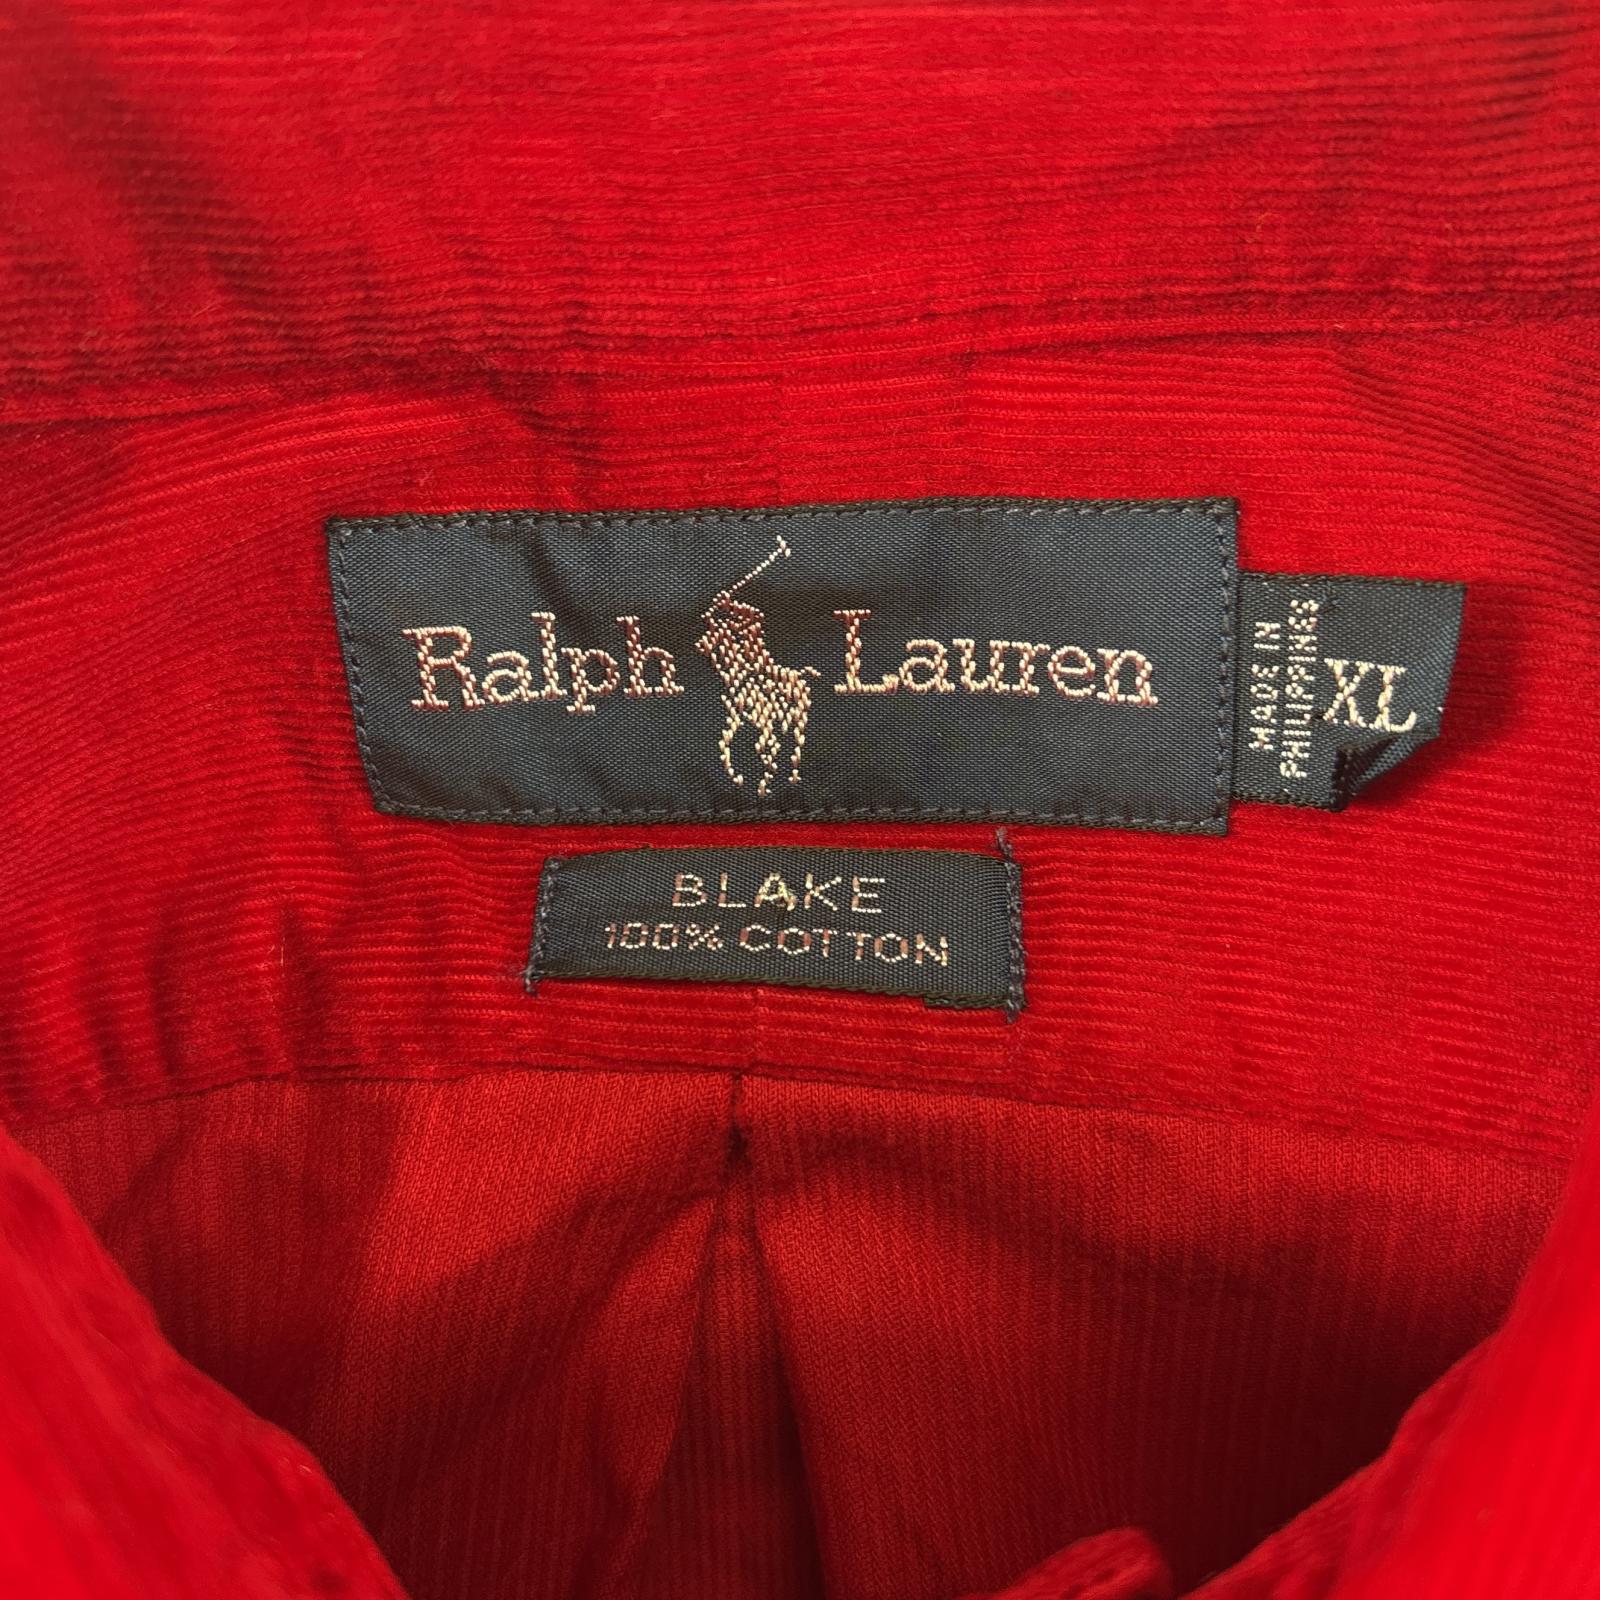 Ralph Lauren
MADE IN
PHILIPPINES
XL
BLAKE
100% COTTON